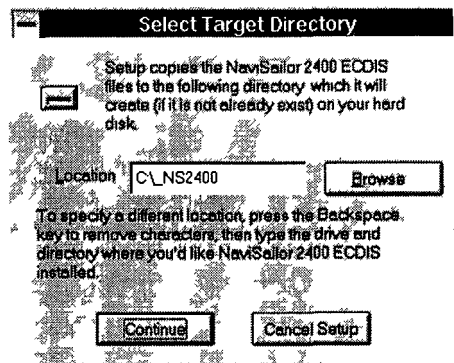 Select Target Directory
Setup copies the NaviSailor 2400 ECDIS
files to the following directory which it will
create (if it is not already exist) on your hard
disk.
Location C:\_NS2400 Browse
To specify a different location, press the Backspace
key to remove characters, then type the drive and
directory where you'd like NaviSailor 2400 ECDIS
installed.
Continue Cancel Setup